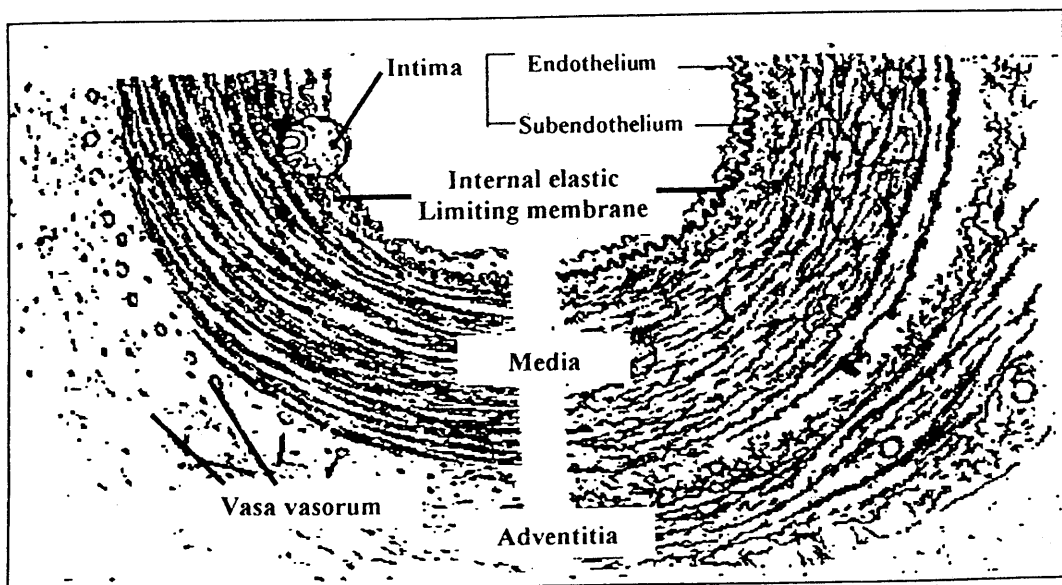 Intima
Endothelium
Subendothelium
Internal elastic
Limiting membrane
Media
Vasa vasorum
Adventitia